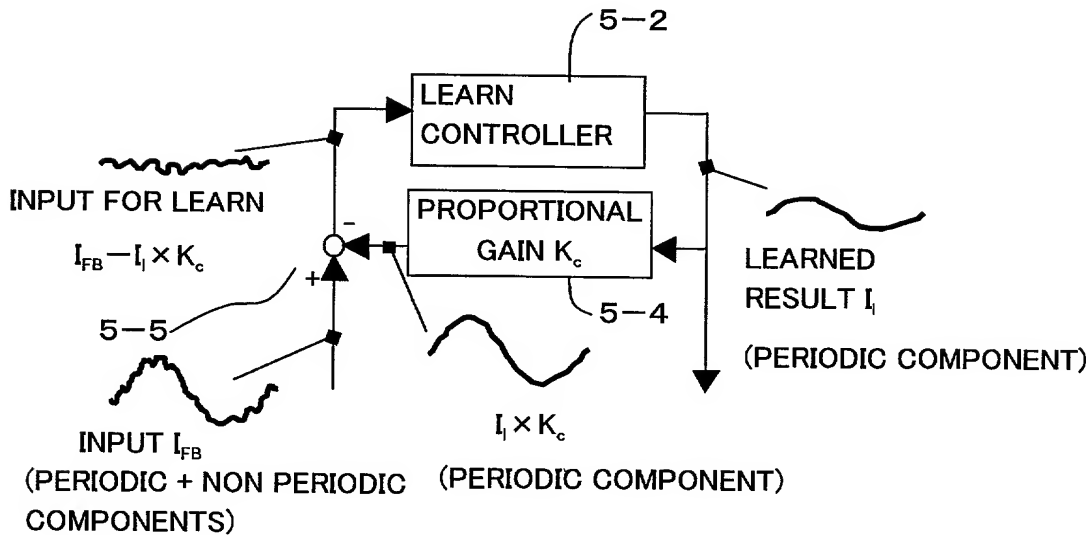 5-2
LEARN
CONTROLLER
INPUT FOR LEARN
I_FB - I_l × K_c
-
+
PROPORTIONAL
GAIN K_c
5-4
5-5
LEARNED
RESULT I_l
(PERIODIC COMPONENT)
I_l × K_c
(PERIODIC COMPONENT)
INPUT I_FB
(PERIODIC + NON PERIODIC
COMPONENTS)